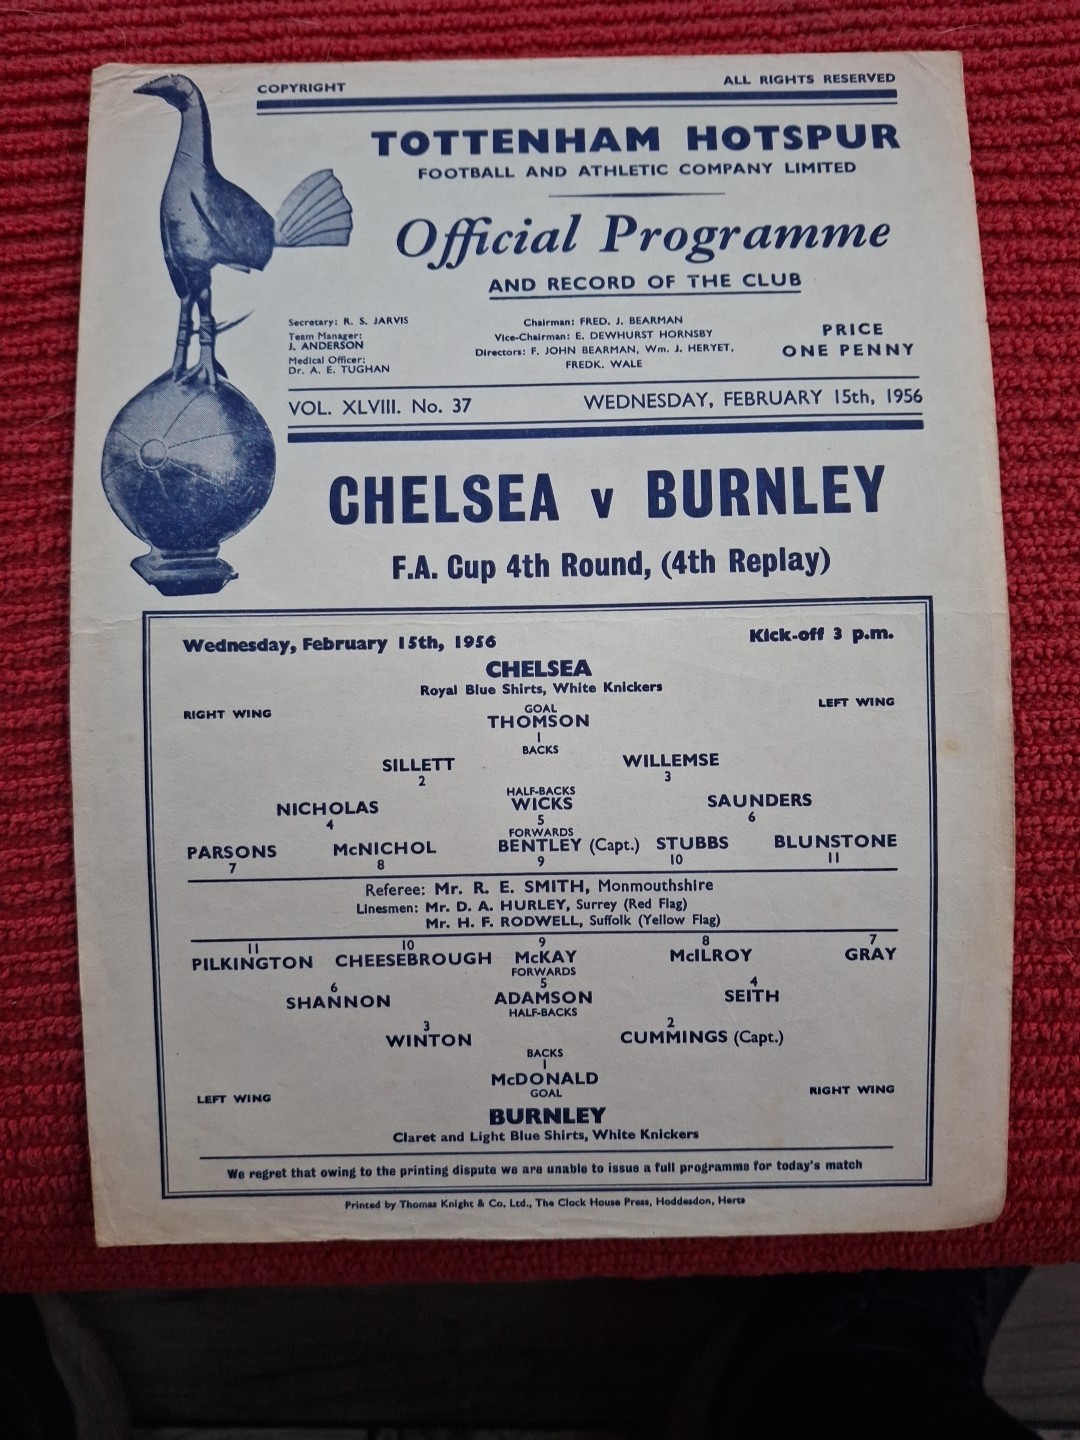 COPYRIGHT
ALL RIGHTS RESERVED
TOTTENHAM HOTSPUR
FOOTBALL AND ATHLETIC COMPANY LIMITED
Official Programme
AND RECORD OF THE CLUB
Secretary: R. S. JARVIS
Team Manager:
J. ANDERSON
Medical Officer:
Dr. A. E. TUGHAN
Chairman: FRED. J. BEARMAN
Vice-Chairman: E. DEWHURST HORNSBY
Directors: F. JOHN BEARMAN, Wm. J. HERYET,
FREDK. WALE
PRICE
ONE PENNY
VOL. XLVIII. No. 37
WEDNESDAY, FEBRUARY 15th, 1956
CHELSEA v BURNLEY
F.A. Cup 4th Round, (4th Replay)
Wednesday, February 15th, 1956
Kick-off 3 p.m.
CHELSEA
Royal Blue Shirts, White Knickers
RIGHT WING
LEFT WING
GOAL
THOMSON
1
BACKS
SILLETT
WILLEMSE
2
3
HALF-BACKS
NICHOLAS
WICKS
SAUNDERS
4
5
6
FORWARDS
PARSONS
McNICHOL
BENTLEY (Capt.)
STUBBS
BLUNSTONE
7
8
9
10
11
Referee: Mr. R. E. SMITH, Monmouthshire
Linesmen: Mr. D. A. HURLEY, Surrey (Red Flag)
Mr. H. F. RODWELL, Suffolk (Yellow Flag)
11
10
9
8
7
PILKINGTON
CHEESEBROUGH
McKAY
McILROY
GRAY
FORWARDS
6
5
4
SHANNON
ADAMSON
SEITH
HALF-BACKS
3
2
WINTON
CUMMINGS (Capt.)
BACKS
1
McDONALD
GOAL
LEFT WING
RIGHT WING
BURNLEY
Claret and Light Blue Shirts, White Knickers
We regret that owing to the printing dispute we are unable to issue a full programme for today's match
Printed by Thomas Knight & Co. Ltd., The Clock House Press, Hoddesdon, Herts